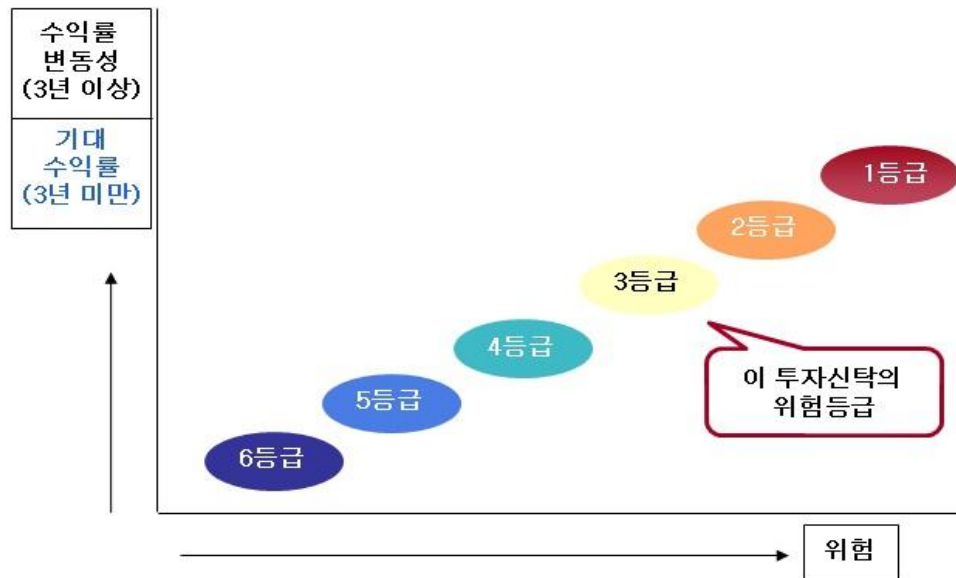 수익률
변동성
(3년 이상)
기대
수익률
(3년 미만)
1등급
2등급
3등급
4등급
이 투자신탁의
위험등급
5등급
6등급
위험